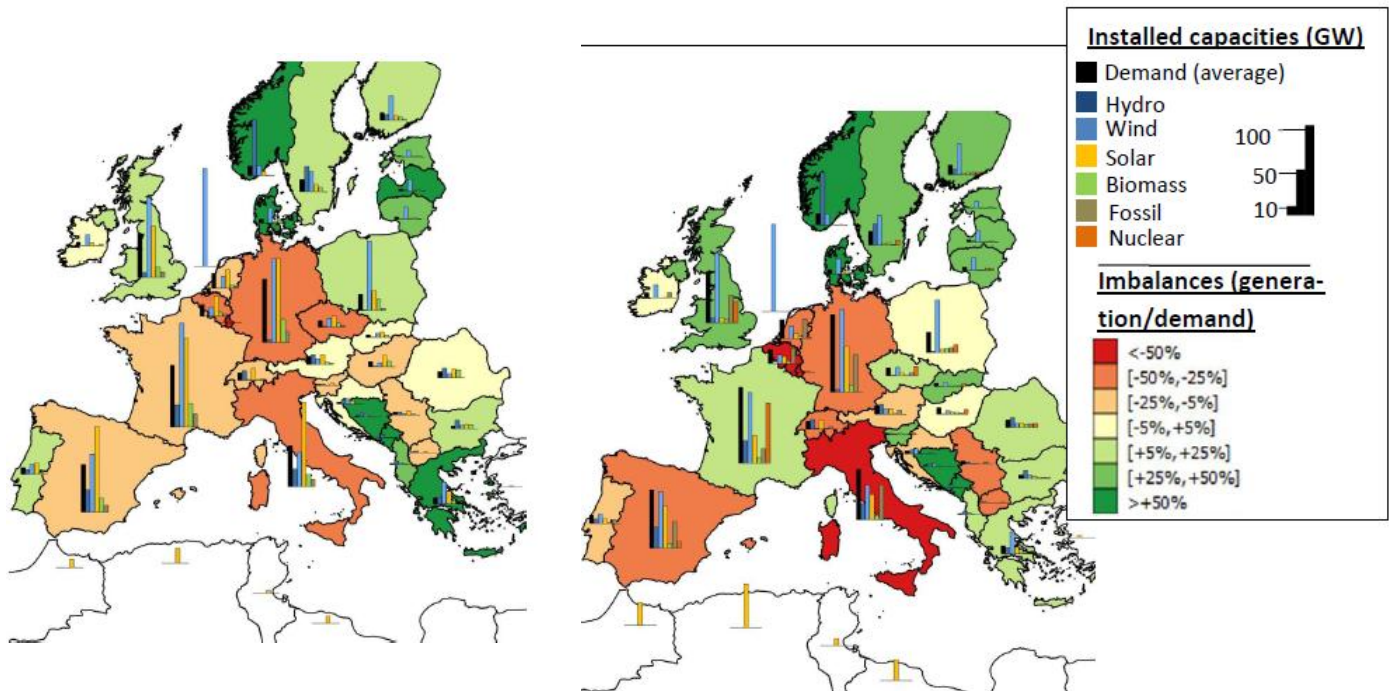 Installed capacities (GW)
Demand (average)
Hydro
Wind
Solar
Biomass
Fossil
Nuclear
100
50
10
Imbalances (genera-
tion/demand)
<-50%
[-50%,-25%]
[-25%,-5%]
[-5%,+5%]
[+5%,+25%]
[+25%,+50%]
>+50%